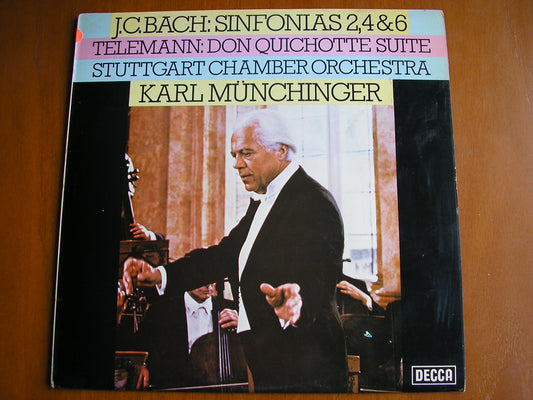 J.C.BACH: SINFONIAS 2,4&6
TELEMANN: DON QUICHOTTE SUITE
STUTTGART CHAMBER ORCHESTRA
KARL MÜNCHINGER
DECCA